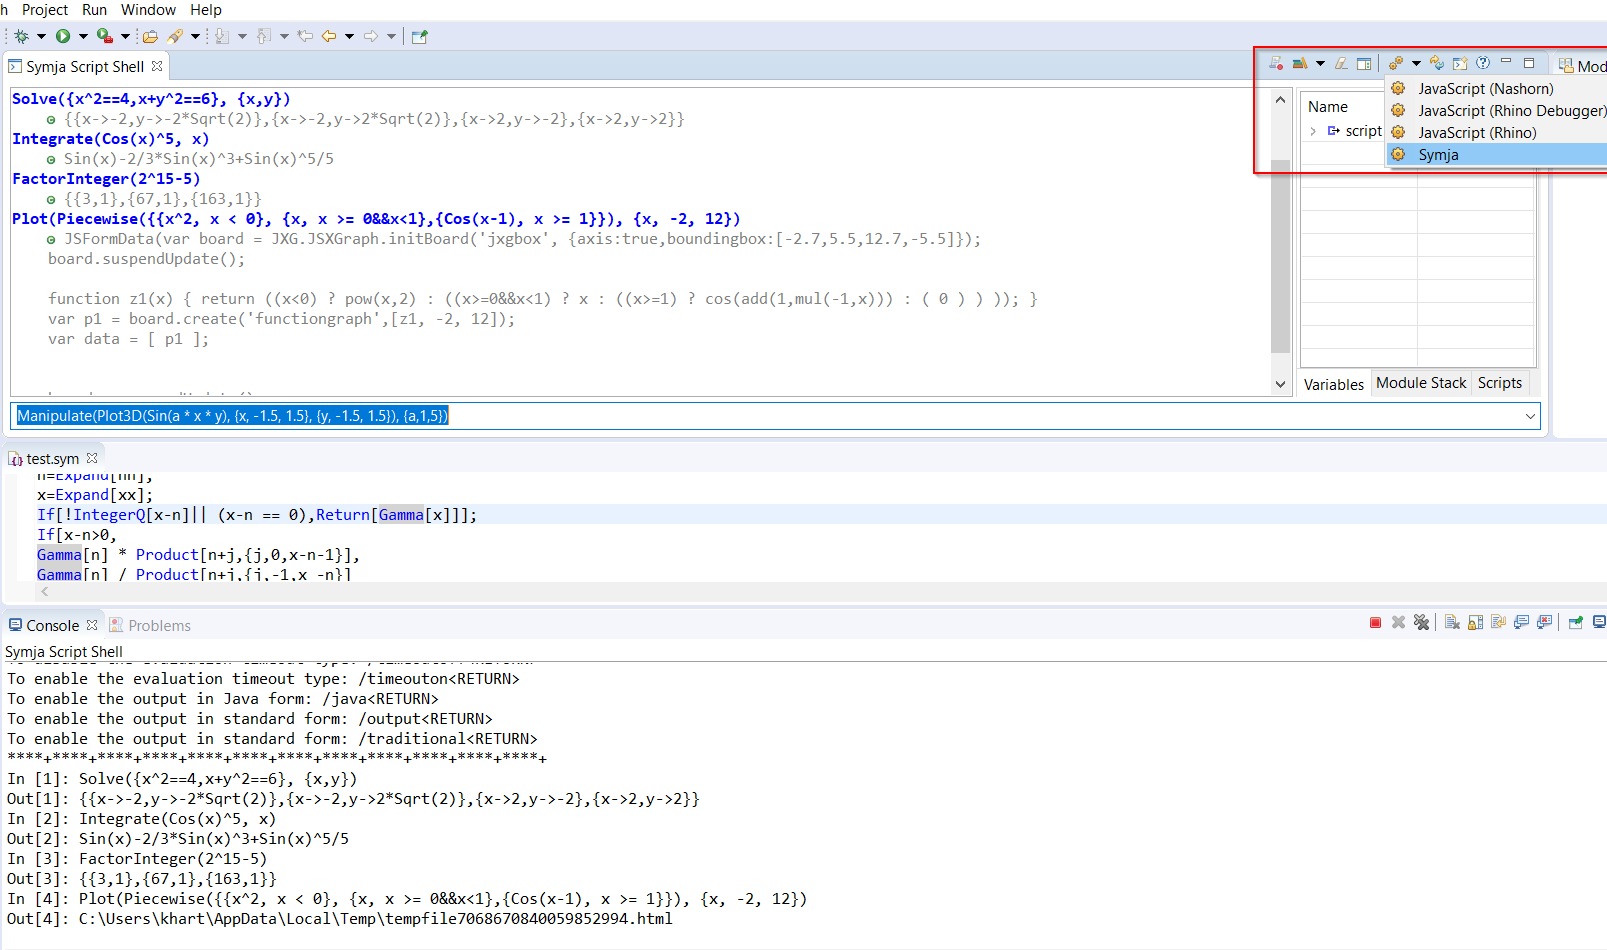 h Project Run Window Help
Symja Script Shell
Mod
Solve({x^2==4,x+y^2==6}, {x,y})
{{x->-2,y->-2*Sqrt(2)},{x->-2,y->2*Sqrt(2)},{x->2,y->-2},{x->2,y->2}}
Integrate(Cos(x)^5, x)
Sin(x)-2/3*Sin(x)^3+Sin(x)^5/5
FactorInteger(2^15-5)
{{3,1},{67,1},{163,1}}
Plot(Piecewise({{x^2, x < 0}, {x, x >= 0&&x<1},{Cos(x-1), x >= 1}}), {x, -2, 12})
JSFormData(var board = JXG.JSXGraph.initBoard('jxgbox', {axis:true,boundingbox:[-2.7,5.5,12.7,-5.5]});
board.suspendUpdate();
function z1(x) { return ((x<0) ? pow(x,2) : ((x>=0&&x<1) ? x : ((x>=1) ? cos(add(1,mul(-1,x))) : ( 0 ) ) )); }
var p1 = board.create('functiongraph',[z1, -2, 12]);
var data = [ p1 ];
Name
script
JavaScript (Nashorn)
JavaScript (Rhino Debugger)
JavaScript (Rhino)
Symja
Variables Module Stack Scripts
Manipulate(Plot3D(Sin(a * x * y), {x, -1.5, 1.5}, {y, -1.5, 1.5}), {a,1,5})
test.sym
n=Expand[nn];
x=Expand[xx];
If[!IntegerQ[x-n]|| (x-n == 0),Return[Gamma[x]]];
If[x-n>0,
Gamma[n] * Product[n+j,{j,0,x-n-1}],
Gamma[n] / Product[n+j,{j,-1,x -n}]
Console Problems
Symja Script Shell
To enable the evaluation timeout type: /timeouton<RETURN>
To enable the output in Java form: /java<RETURN>
To enable the output in standard form: /output<RETURN>
To enable the output in standard form: /traditional<RETURN>
****+****+****+****+****+****+****+****+****+****+****+****+
In [1]: Solve({x^2==4,x+y^2==6}, {x,y})
Out[1]: {{x->-2,y->-2*Sqrt(2)},{x->-2,y->2*Sqrt(2)},{x->2,y->-2},{x->2,y->2}}
In [2]: Integrate(Cos(x)^5, x)
Out[2]: Sin(x)-2/3*Sin(x)^3+Sin(x)^5/5
In [3]: FactorInteger(2^15-5)
Out[3]: {{3,1},{67,1},{163,1}}
In [4]: Plot(Piecewise({{x^2, x < 0}, {x, x >= 0&&x<1},{Cos(x-1), x >= 1}}), {x, -2, 12})
Out[4]: C:\Users\khart\AppData\Local\Temp\tempfile7068670840059852994.html